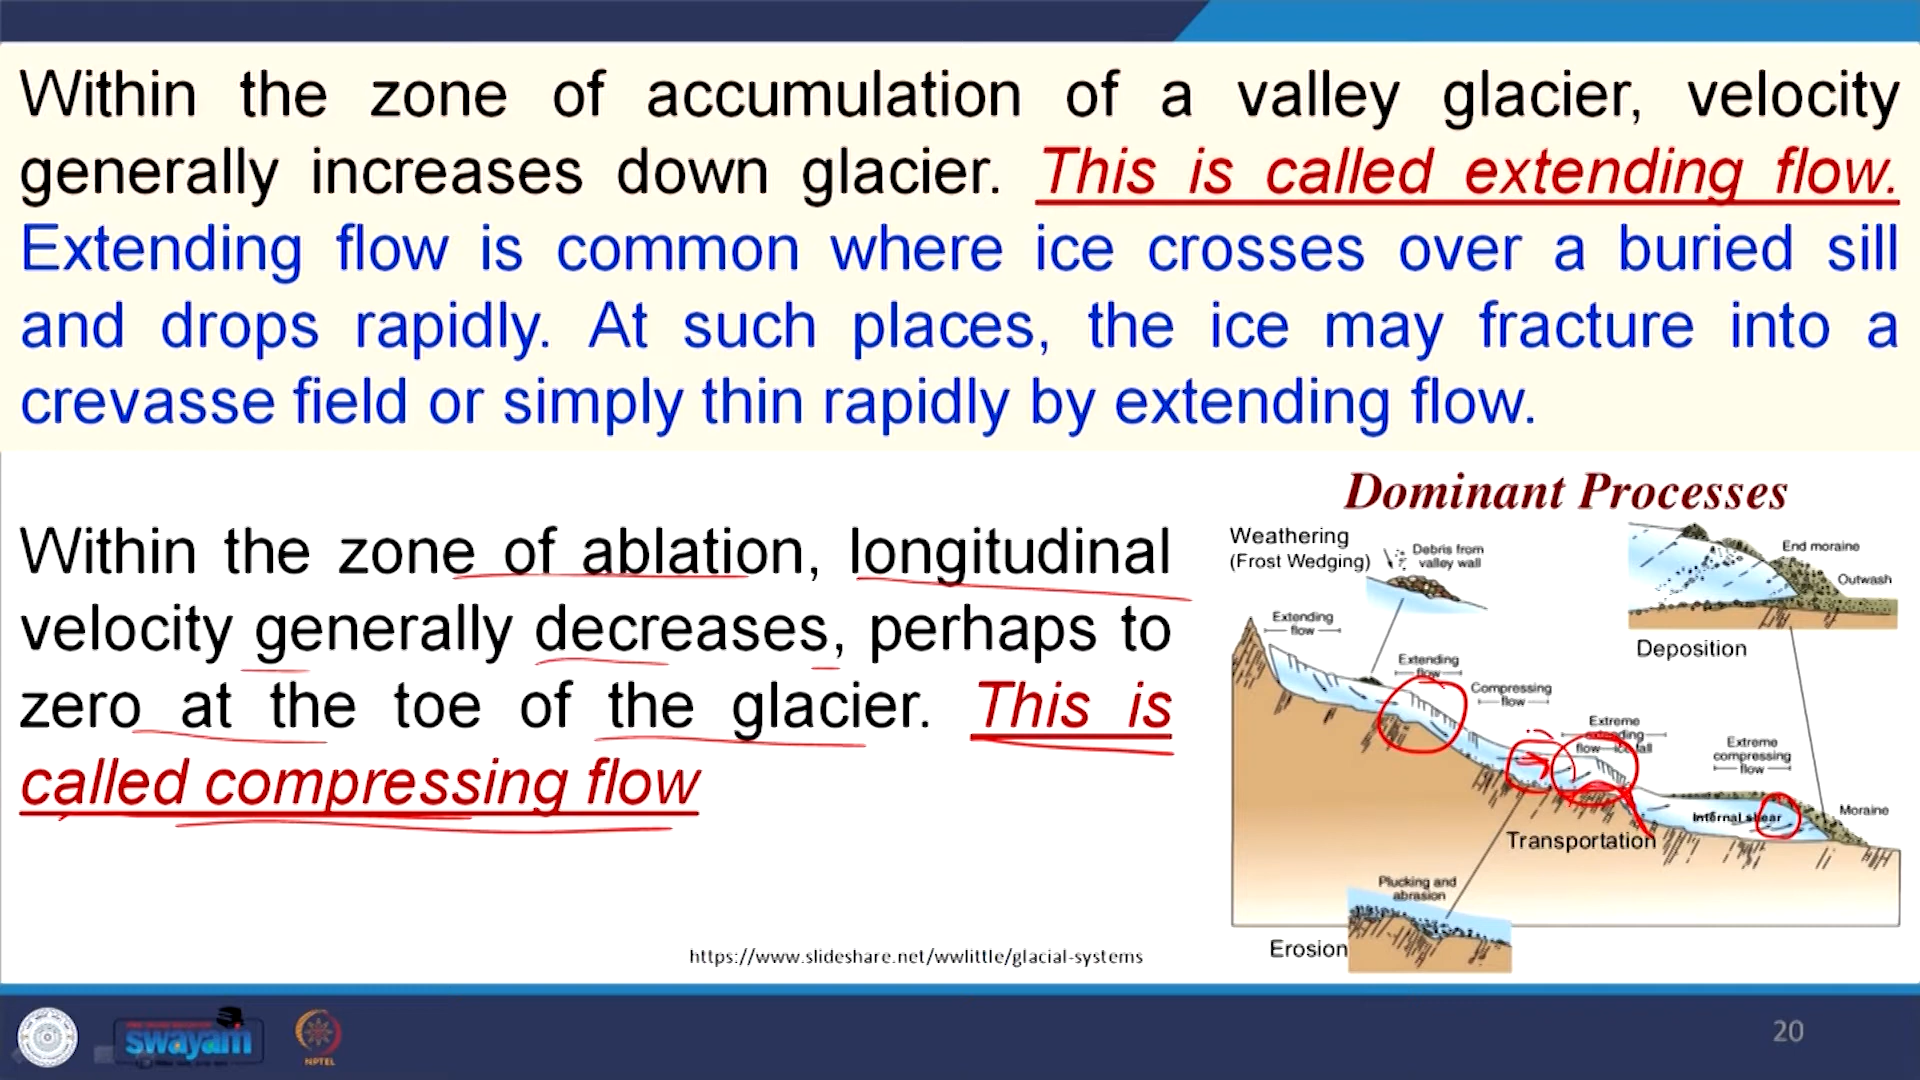 Within the zone of accumulation of a valley glacier, velocity
generally increases down glacier. This is called extending flow.
Extending flow is common where ice crosses over a buried sill
and drops rapidly. At such places, the ice may fracture into a
crevasse field or simply thin rapidly by extending flow.
Within the zone of ablation, longitudinal
velocity generally decreases, perhaps to
zero at the toe of the glacier. This is
called compressing flow
Dominant Processes
Weathering
(Frost Wedging)
Debris from
valley wall
End moraine
Outwash
Deposition
Extending
flow
Extending
flow
Compressing
flow
Extreme
extending
flow—ice fall
Extreme
compressing
flow
Internal shear
Moraine
Transportation
Plucking and
abrasion
Erosion
https://www.slideshare.net/wwlittle/glacial-systems
swayam
NPTEL
20